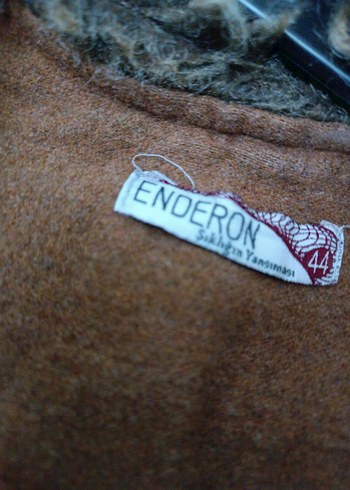 ENDERON
Şıklığın Yansıması
44